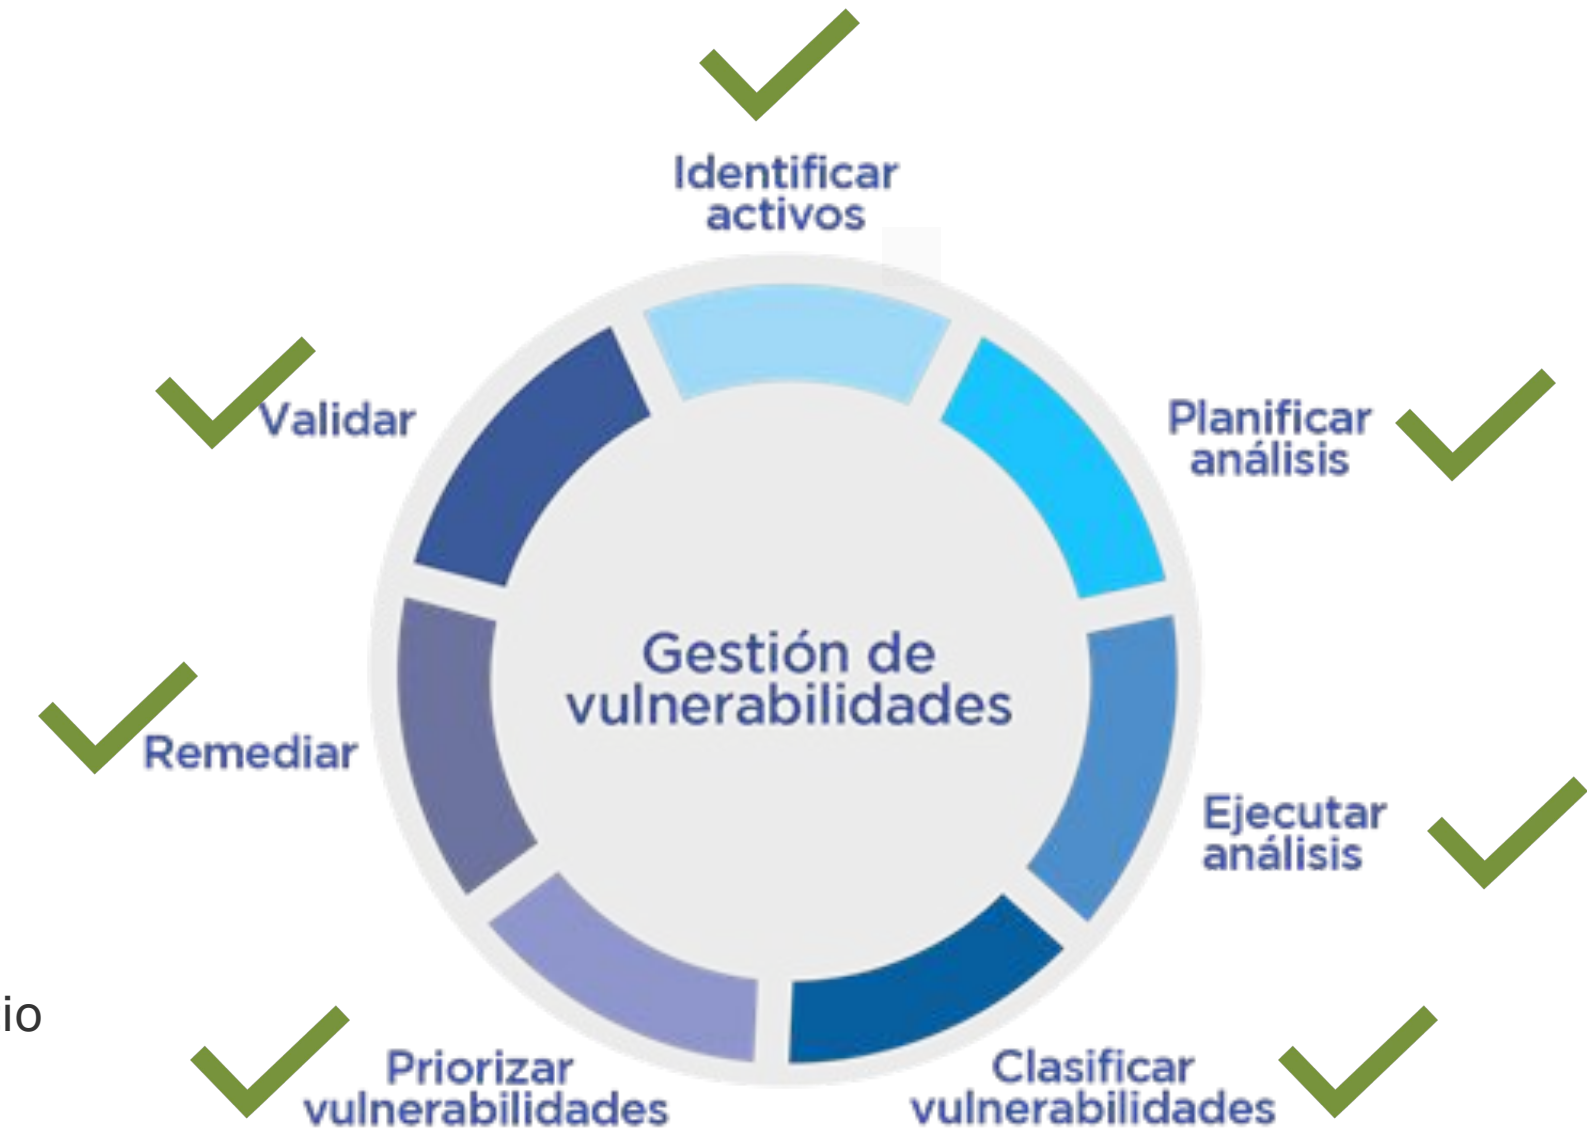 Identificar
activos
Planificar
análisis
Ejecutar
análisis
Clasificar
vulnerabilidades
Priorizar
vulnerabilidades
Remediar
Validar
Gestión de
vulnerabilidades
io